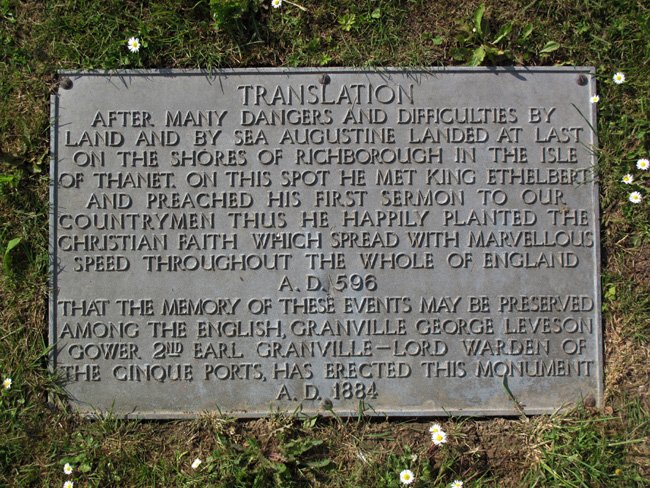 TRANSLATION
AFTER MANY DANGERS AND DIFFICULTIES BY
LAND AND BY SEA AUGUSTINE LANDED AT LAST
ON THE SHORES OF RICHBOROUGH IN THE ISLE
OF THANET. ON THIS SPOT HE MET KING ETHELBERT
AND PREACHED HIS FIRST SERMON TO OUR
COUNTRYMEN THUS HE HAPPILY PLANTED THE
CHRISTIAN FAITH WHICH SPREAD WITH MARVELLOUS
SPEED THROUGHOUT THE WHOLE OF ENGLAND
A. D. 596
THAT THE MEMORY OF THESE EVENTS MAY BE PRESERVED
AMONG THE ENGLISH, GRANVILLE GEORGE LEVESON
GOWER 2ND EARL GRANVILLE-LORD WARDEN OF
THE CINQUE PORTS, HAS ERECTED THIS MONUMENT
A. D. 1884